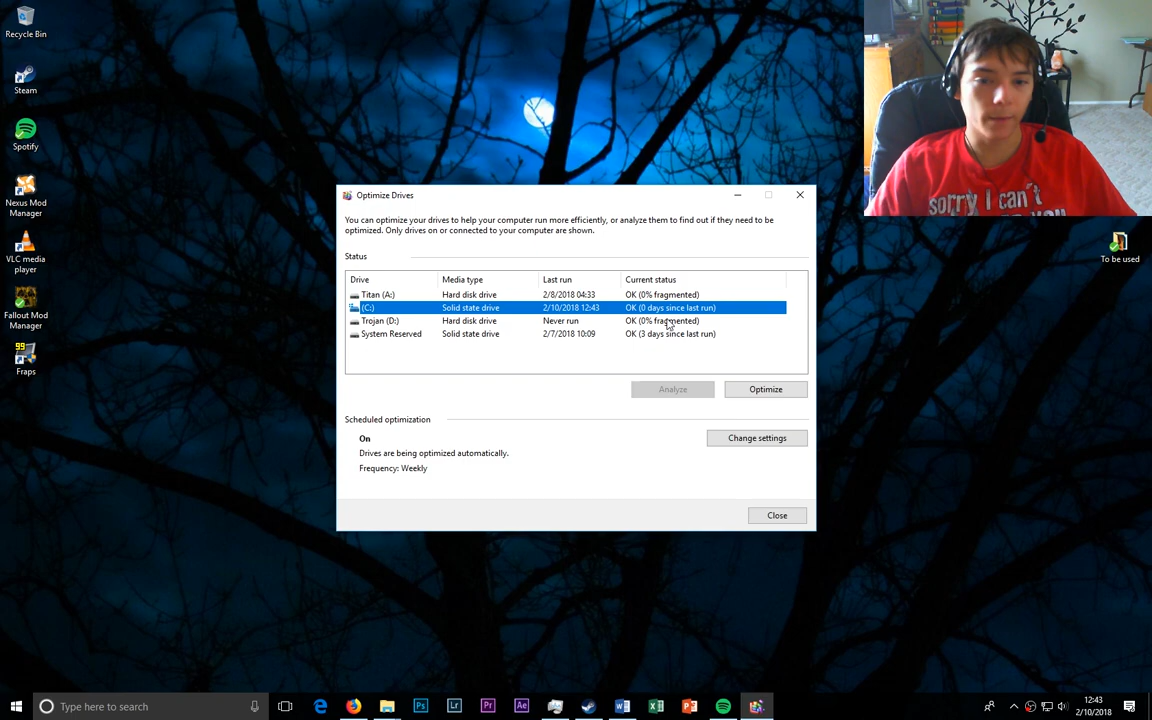 Recycle Bin
Steam
Spotify
Nexus Mod
Manager
VLC media
player
Fallout Mod
Manager
99
Fraps
sorry I can't
To be used
Optimize Drives
You can optimize your drives to help your computer run more efficiently, or analyze them to find out if they need to be
optimized. Only drives on or connected to your computer are shown.
Status
Drive Media type Last run Current status
Titan (A:) Hard disk drive 2/8/2018 04:33 OK (0% fragmented)
(C:) Solid state drive 2/10/2018 12:43 OK (0 days since last run)
Trojan (D:) Hard disk drive Never run OK (0% fragmented)
System Reserved Solid state drive 2/7/2018 10:09 OK (3 days since last run)
Analyze Optimize
Scheduled optimization
On
Change settings
Drives are being optimized automatically.
Frequency: Weekly
Close
Type here to search
Ps Lr Pr Ae
12:43
2/10/2018